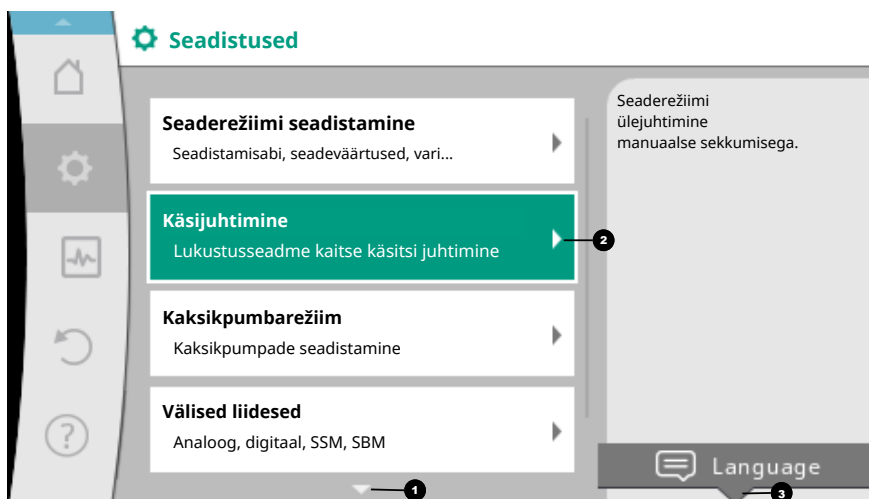 Seadistused
Seaderežiimi seadistamine
Seadistamisabi, seadeväärtused, vari...
Käsijuhtimine
Lukustusseadme kaitse käsitsi juhtimine
Kaksikpumbarežiim
Kaksikpumpade seadistamine
Välised liidesed
Analoog, digitaal, SSM, SBM
Seaderežiimi
ülejuhtimine
manuaalse sekkumisega.
2
?
Language
1
3